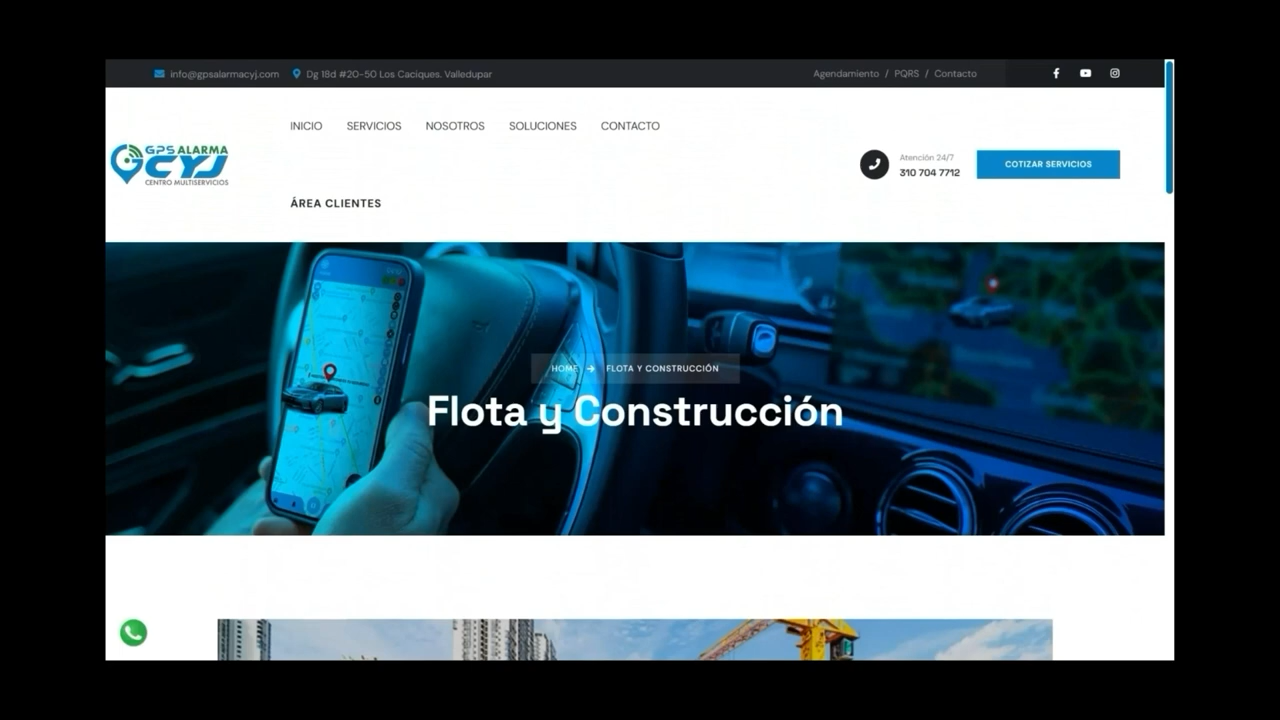 info@gpsalarmacyj.com Dg 18d #20-50 Los Caciques. Valledupar
Agendamiento / PQRS / Contacto
INICIO SERVICIOS NOSOTROS SOLUCIONES CONTACTO
GPS ALARMA
CYJ
CENTRO MULTISERVICIOS
Atención 24/7
310 704 7712
COTIZAR SERVICIOS
ÁREA CLIENTES
HOME → FLOTA Y CONSTRUCCIÓN
Flota y Construcción